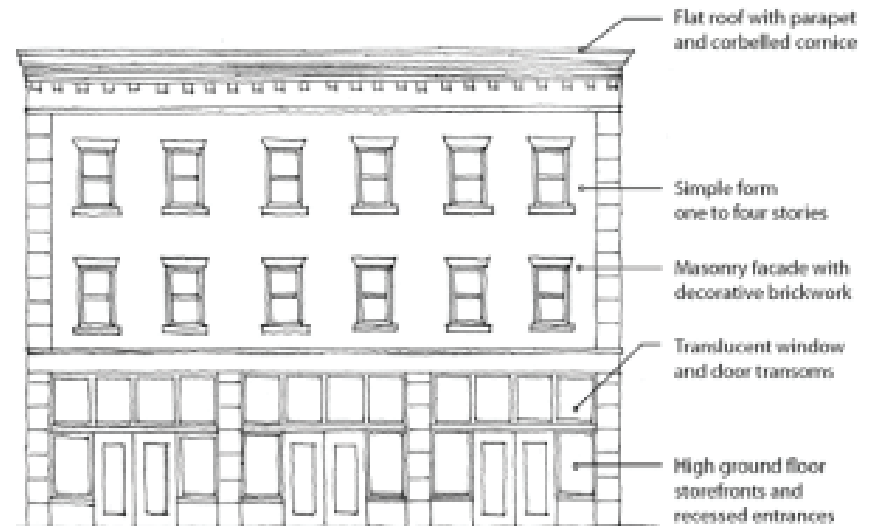 Flat roof with parapet
and corbelled cornice
Simple form
one to four stories
Masonry facade with
decorative brickwork
Translucent window
and door transoms
High ground floor
storefronts and
recessed entrances